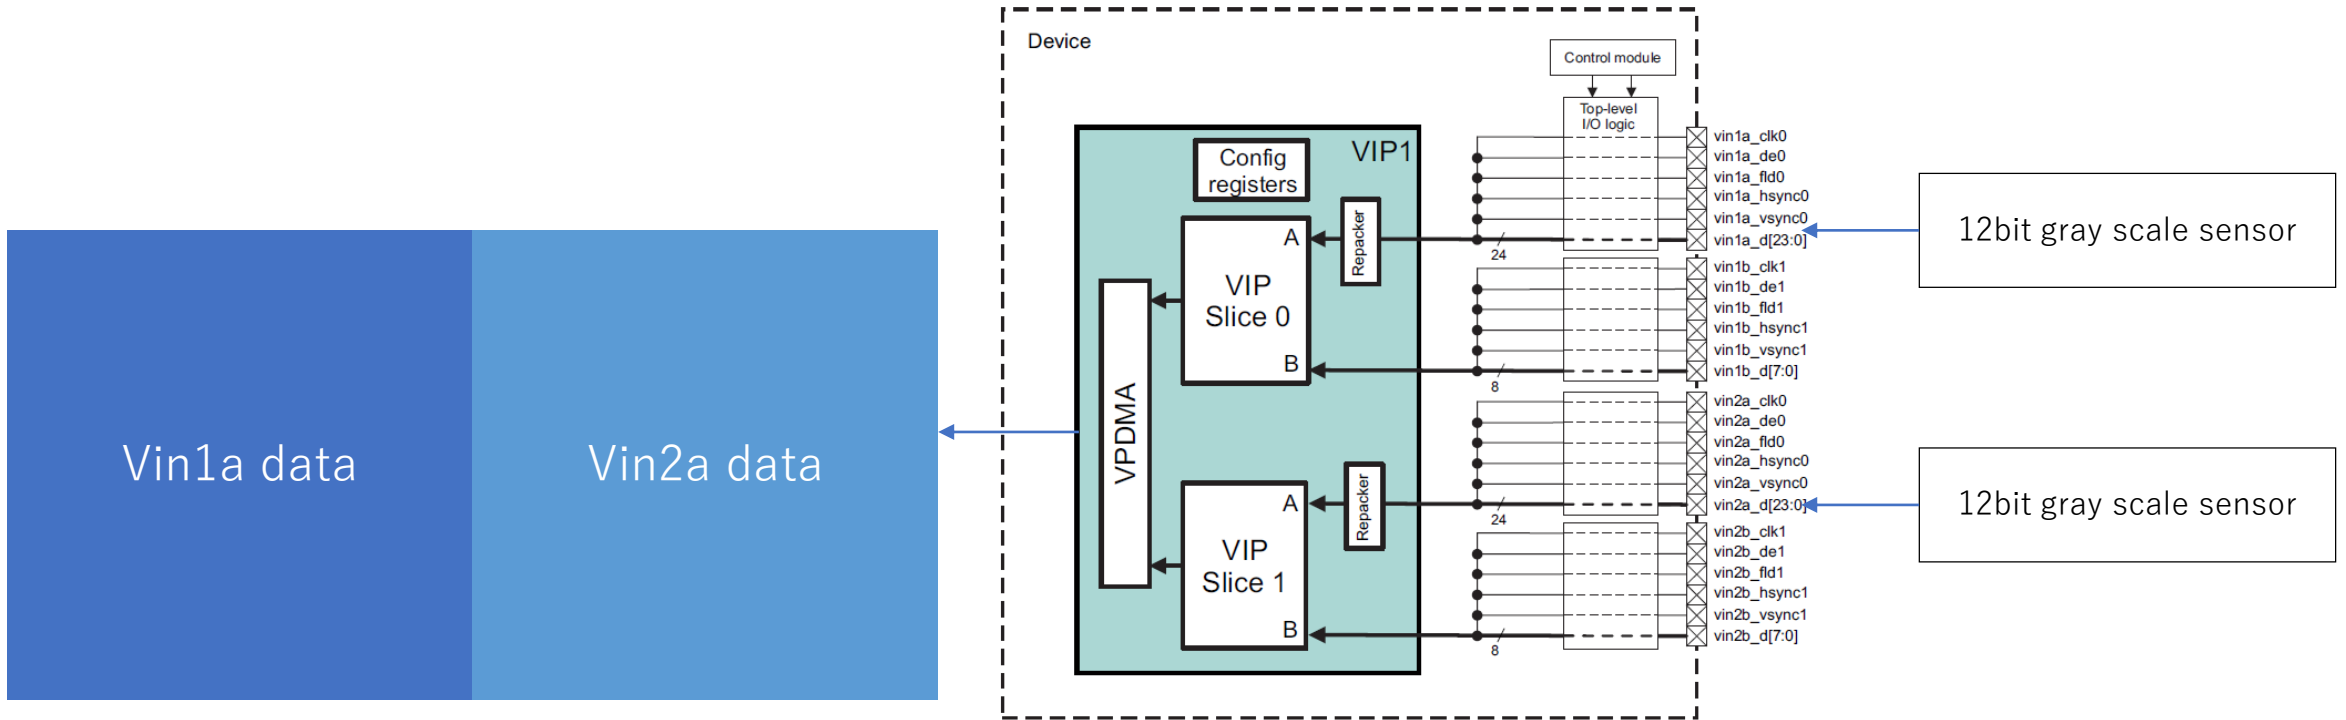 Device
Control module
Top-level
I/O logic
VIP1
Config
registers
Repacker
A
VIP
Slice 0
B
24
8
VPDMA
Repacker
A
VIP
Slice 1
B
24
8
vin1a_clk0
vin1a_de0
vin1a_fld0
vin1a_hsync0
vin1a_vsync0
vin1a_d[23:0]
vin1b_clk1
vin1b_de1
vin1b_fld1
vin1b_hsync1
vin1b_vsync1
vin1b_d[7:0]
vin2a_clk0
vin2a_de0
vin2a_fld0
vin2a_hsync0
vin2a_vsync0
vin2a_d[23:0]
vin2b_clk1
vin2b_de1
vin2b_fld1
vin2b_hsync1
vin2b_vsync1
vin2b_d[7:0]
12bit gray scale sensor
12bit gray scale sensor
Vin1a data
Vin2a data